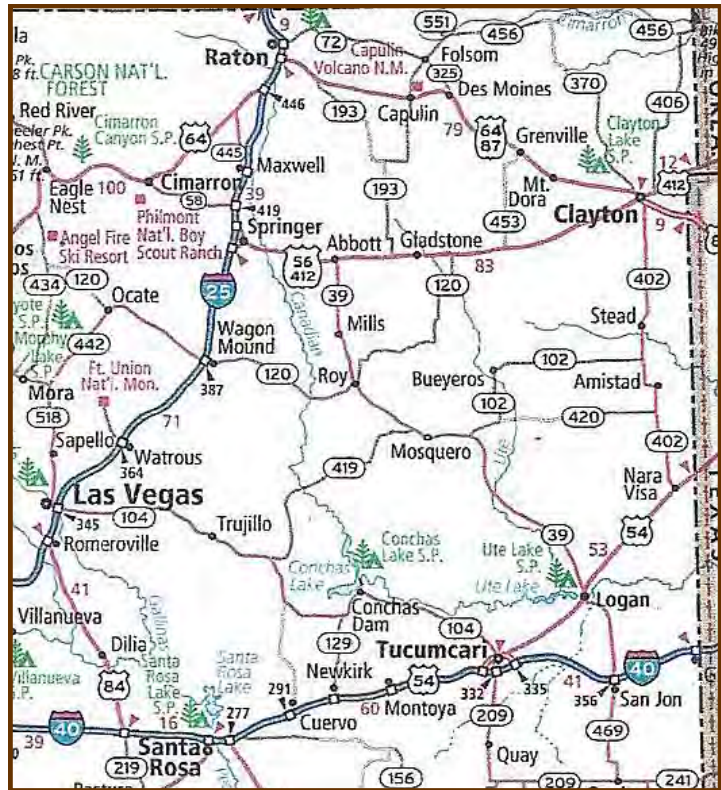 9
551
456
456
72
Raton
Capulin
Volcano N.M.
Folsom
Cimarron
325
370
Des Moines
406
8 ft.
CARSON NAT'L.
FOREST
446
193
Capulin
79
64
87
Grenville
Clayton
Lake
S.P.
12
412
Red River
Cimarron
Canyon S.P.
64
445
Maxwell
Mt.
Dora
Clayton
9
Eagle
Nest
100
Cimarron
39
58
419
193
453
Philmont
Nat'l. Boy
Scout Ranch
Springer
Angel Fire
Ski Resort
56
412
Abbott
Gladstone
83
434
120
25
39
120
402
Ocate
Canadian
Mills
Stead
442
Morphy
Lake
S.P.
Wagon
Mound
Ft. Union
Nat'l. Mon.
387
120
Roy
Bueyeros
102
Amistad
Mora
71
102
420
518
Sapello
Watrous
364
Mosquero
402
Ute
419
Nara
Visa
Las Vegas
345
104
Trujillo
39
54
Romeroville
Conchas
Lake S.P.
Conchas
Lake
Ute Lake
S.P.
Ute Lake
53
41
Gallinas
Conchas
Dam
104
Logan
Villanueva
129
Dilia
Tucumcari
Villanueva
S.P.
Santa
Rosa
Lake
S.P.
Santa
Rosa
Lake
Newkirk
54
332
335
41
40
84
291
Montoya
356
San Jon
16
277
Cuervo
60
209
469
40
39
Santa
Rosa
Quay
219
156
209
241